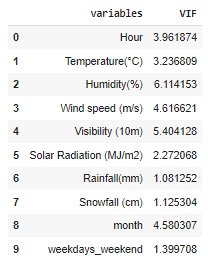 variables VIF
0 Hour 3.961874
1 Temperature(°C) 3.236809
2 Humidity(%) 6.114153
3 Wind speed (m/s) 4.616621
4 Visibility (10m) 5.404128
5 Solar Radiation (MJ/m2) 2.272068
6 Rainfall(mm) 1.081252
7 Snowfall (cm) 1.125304
8 month 4.580307
9 weekdays_weekend 1.399708